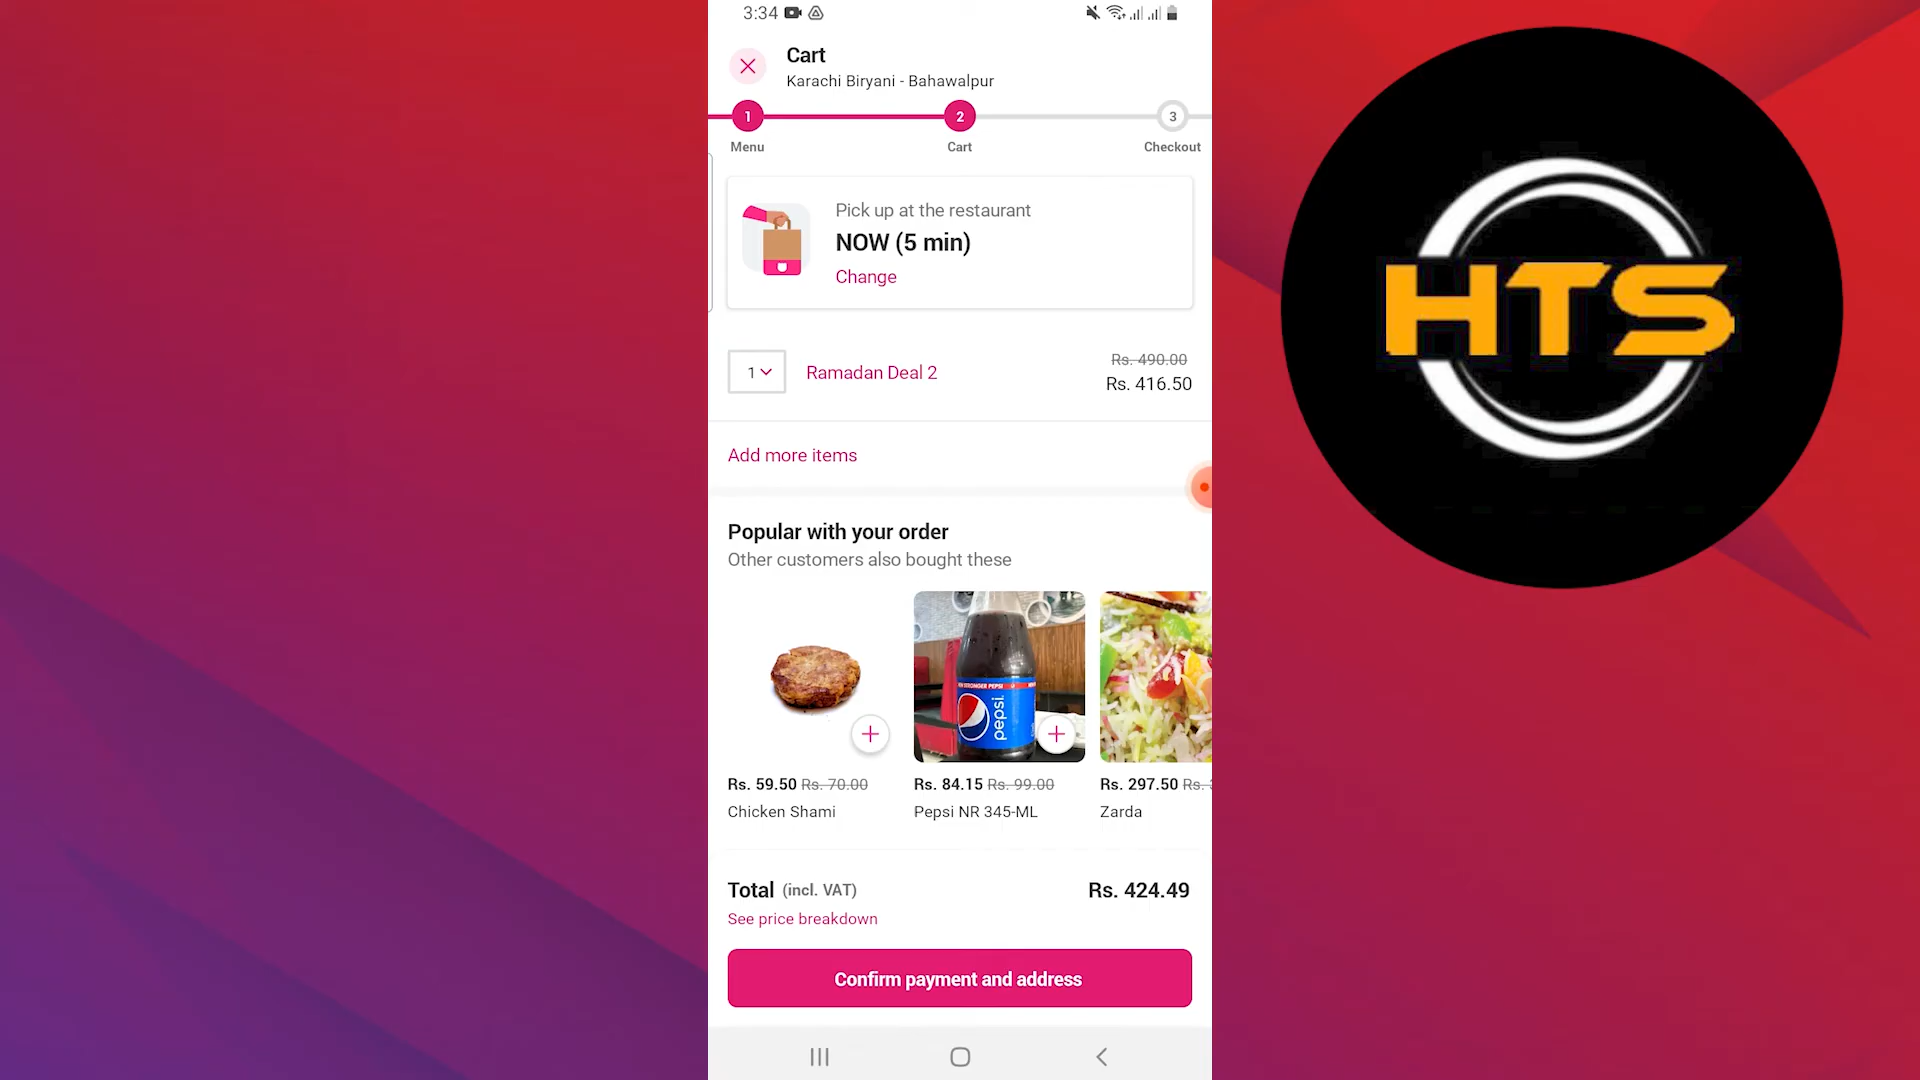 3:34
Cart
Karachi Biryani - Bahawalpur
1
2
3
Menu
Cart
Checkout
Pick up at the restaurant
NOW (5 min)
Change
1
Ramadan Deal 2
Rs. 490.00
Rs. 416.50
Add more items
Popular with your order
Other customers also bought these
pepsi
Rs. 59.50 Rs. 70.00
Chicken Shami
Rs. 84.15 Rs. 99.00
Pepsi NR 345-ML
Rs. 297.50 Rs.
Zarda
Total (incl. VAT)
Rs. 424.49
See price breakdown
Confirm payment and address
HTS